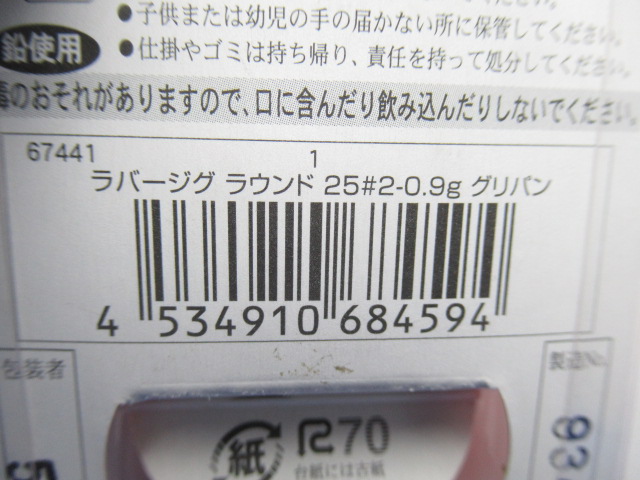 ●子供または幼児の手の届かない所に保管してください。
鉛使用
●仕掛やゴミは持ち帰り、責任を持って処分してください。
毒のおそれがありますので、口に含んだり飲み込んだりしないでください。
67441
1
ラバージグ ラウンド 25#2-0.9g グリパン
4 534910 684594
包装者
製造No.
紙
R70
台紙には古紙